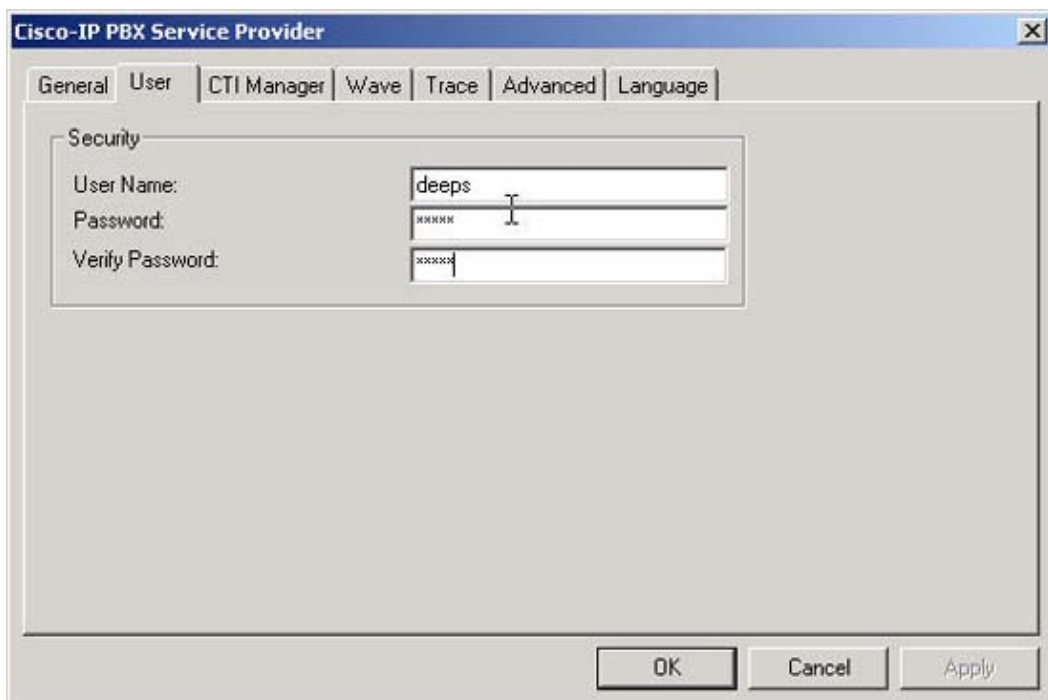 Cisco-IP PBX Service Provider
General User CTI Manager Wave Trace Advanced Language
Security
User Name: deeps
Password: *****
Verify Password: *****
OK Cancel Apply